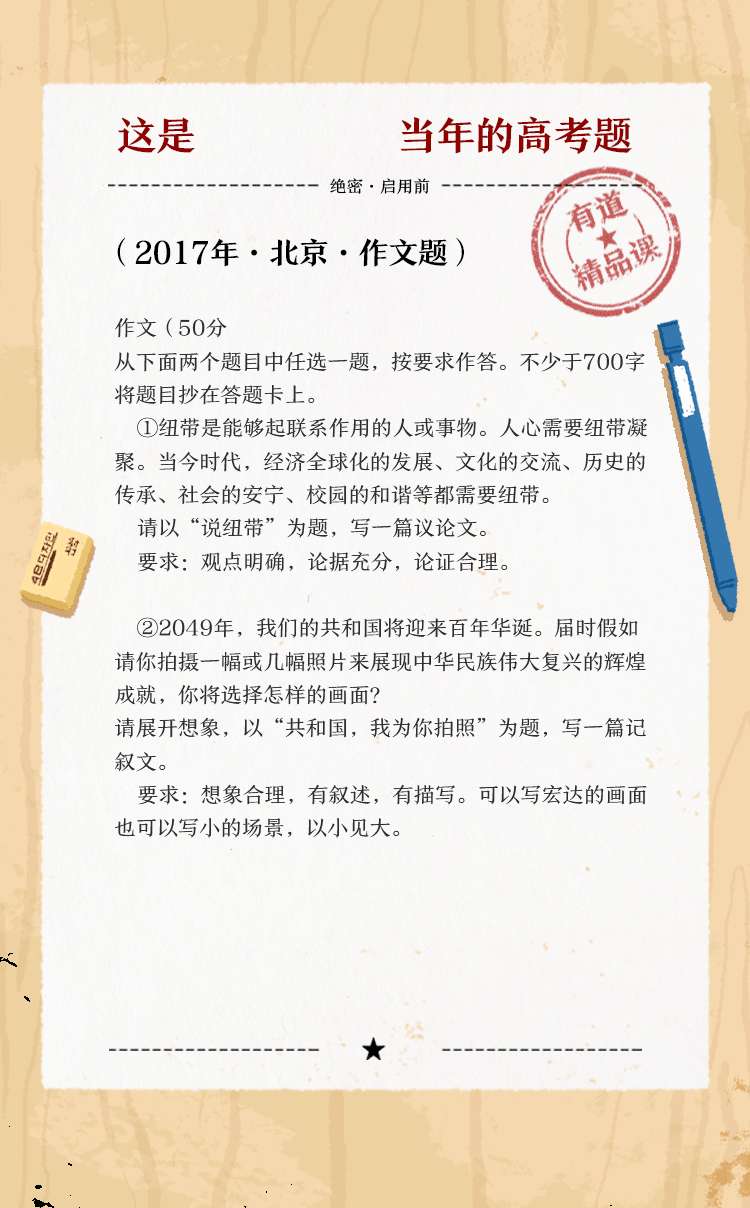 这是 当年的高考题
绝密·启用前
有道
精品课
（2017年·北京·作文题）
作文（50分
从下面两个题目中任选一题，按要求作答。不少于700字
将题目抄在答题卡上。
①纽带是能够起联系作用的人或事物。人心需要纽带凝
聚。当今时代，经济全球化的发展、文化的交流、历史的
传承、社会的安宁、校园的和谐等都需要纽带。
请以“说纽带”为题，写一篇议论文。
要求：观点明确，论据充分，论证合理。
②2049年，我们的共和国将迎来百年华诞。届时假如
请你拍摄一幅或几幅照片来展现中华民族伟大复兴的辉煌
成就，你将选择怎样的画面？
请展开想象，以“共和国，我为你拍照”为题，写一篇记
叙文。
要求：想象合理，有叙述，有描写。可以写宏达的画面
也可以写小的场景，以小见大。